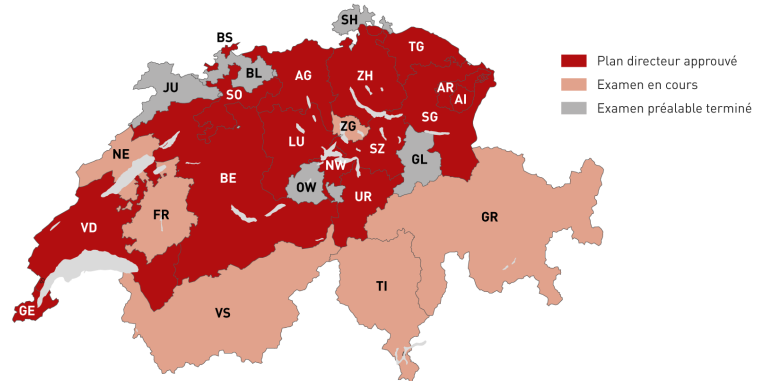 SH
BS
TG
BL
AG
ZH
JU
AR
AI
SO
SG
ZG
LU
SZ
NE
NW
GL
BE
OW
UR
FR
GR
VD
TI
GE
VS
Plan directeur approuvé
Examen en cours
Examen préalable terminé